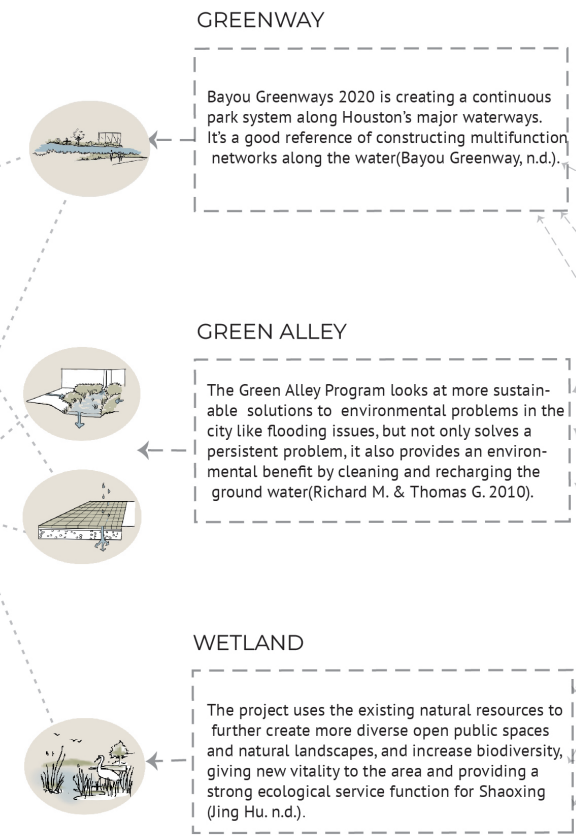 GREENWAY
Bayou Greenways 2020 is creating a continuous
park system along Houston's major waterways.
It's a good reference of constructing multifunction
networks along the water(Bayou Greenway, n.d.).
GREEN ALLEY
The Green Alley Program looks at more sustain-
able solutions to environmental problems in the
city like flooding issues, but not only solves a
persistent problem, it also provides an environ-
mental benefit by cleaning and recharging the
ground water(Richard M. & Thomas G. 2010).
WETLAND
The project uses the existing natural resources to
further create more diverse open public spaces
and natural landscapes, and increase biodiversity,
giving new vitality to the area and providing a
strong ecological service function for Shaoxing
(Jing Hu. n.d.).